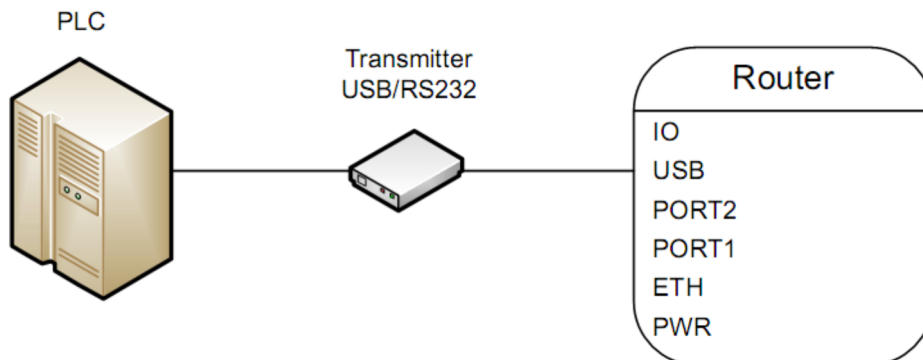 PLC
Transmitter
USB/RS232
Router
IO
USB
PORT2
PORT1
ETH
PWR